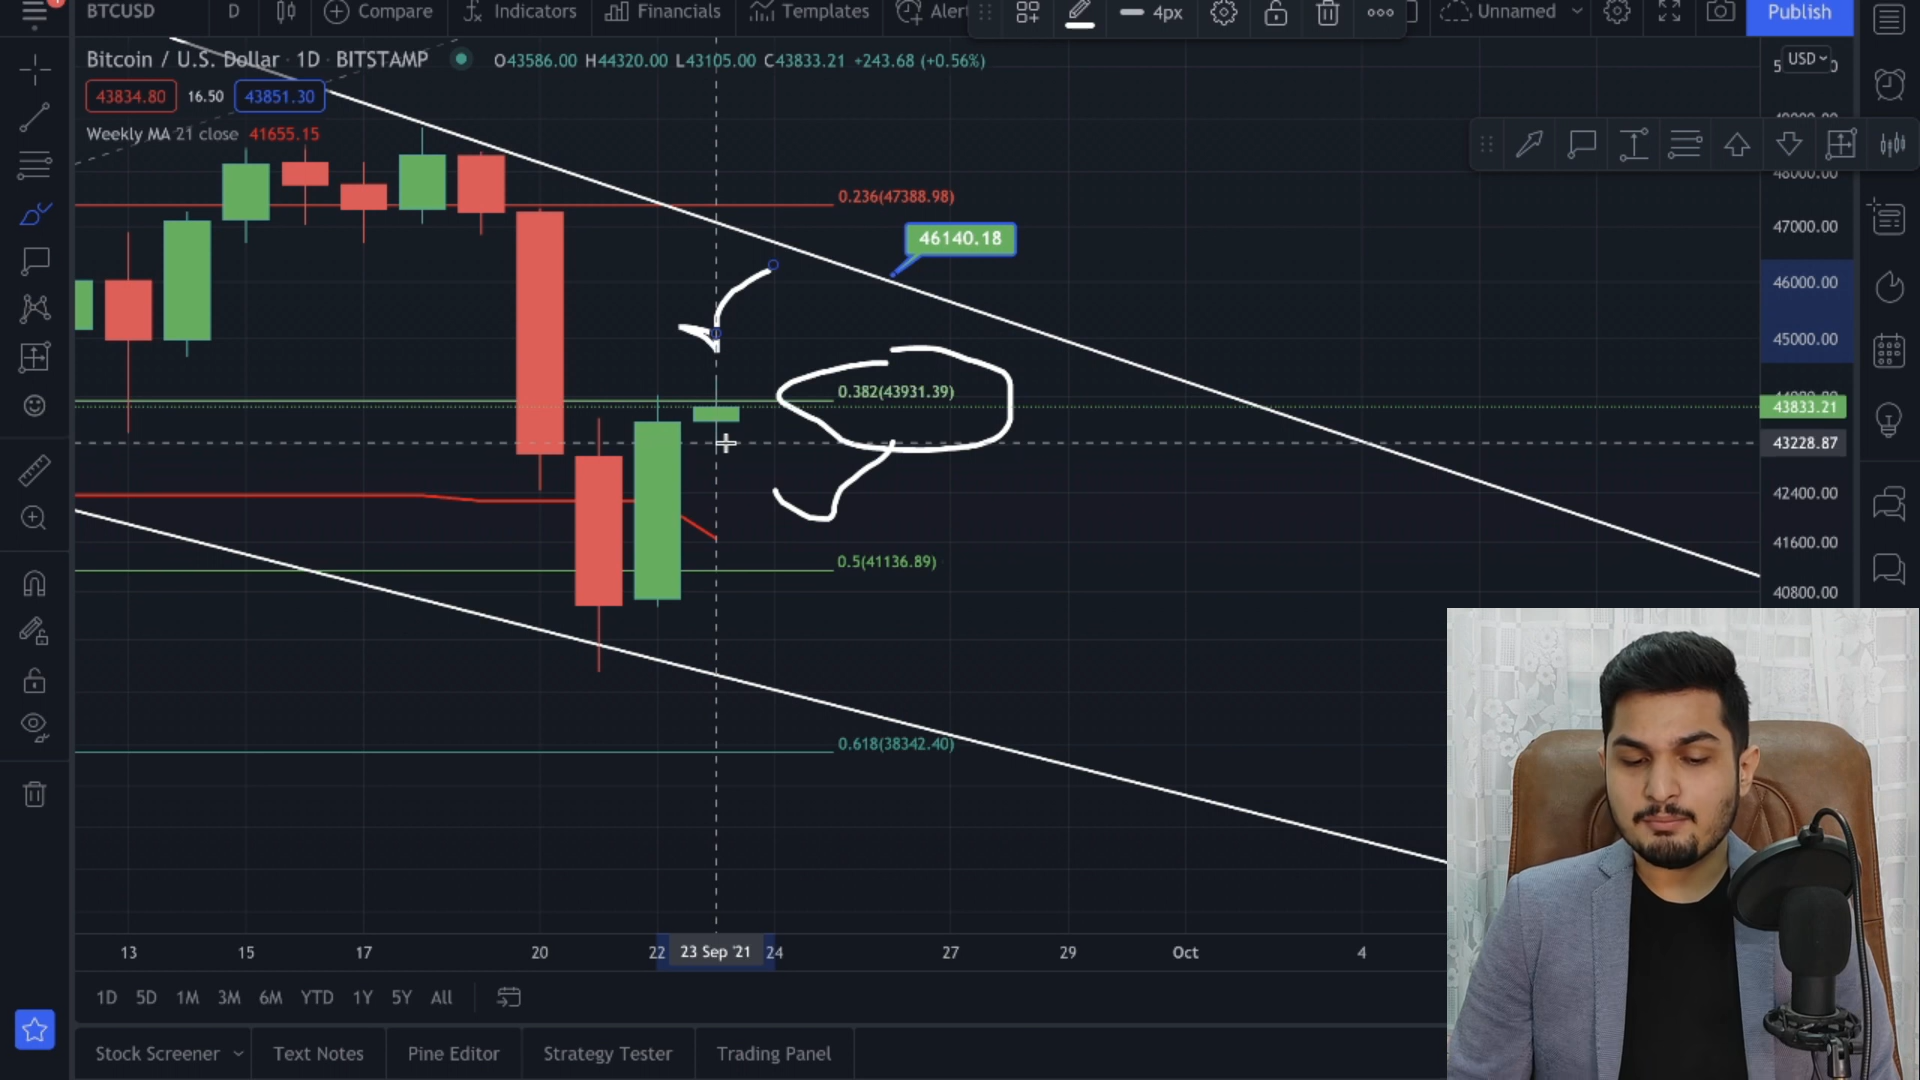 BTCUSD D Compare Indicators Financials Templates 4px Unnamed Publish
Bitcoin / U.S. Dollar · 1D · BITSTAMP O43586.00 H44320.00 L43105.00 C43833.21 +243.68 (+0.56%)
USD
43834.80 16.50 43851.30
Weekly MA 21 close 41655.15
48000.00
0.236(47388.98)
47000.00
46140.18
46000.00
45000.00
0.382(43931.39)
43833.21
43228.87
42400.00
41600.00
0.5(41136.89)
40800.00
0.618(38342.40)
13 15 17 20 22 23 Sep '21 24 27 29 Oct 4
1D 5D 1M 3M 6M YTD 1Y 5Y All
Stock Screener Text Notes Pine Editor Strategy Tester Trading Panel